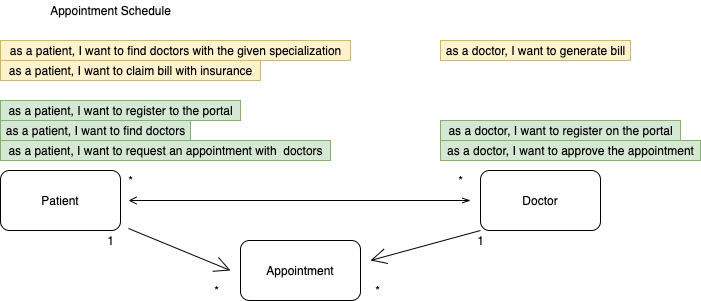 Appointment Schedule
as a patient, I want to find doctors with the given specialization
as a doctor, I want to generate bill
as a patient, I want to claim bill with insurance
as a patient, I want to register to the portal
as a patient, I want to find doctors
as a doctor, I want to register on the portal
as a patient, I want to request an appointment with doctors
as a doctor, I want to approve the appointment
*
*
Patient
Doctor
1
1
Appointment
*
*